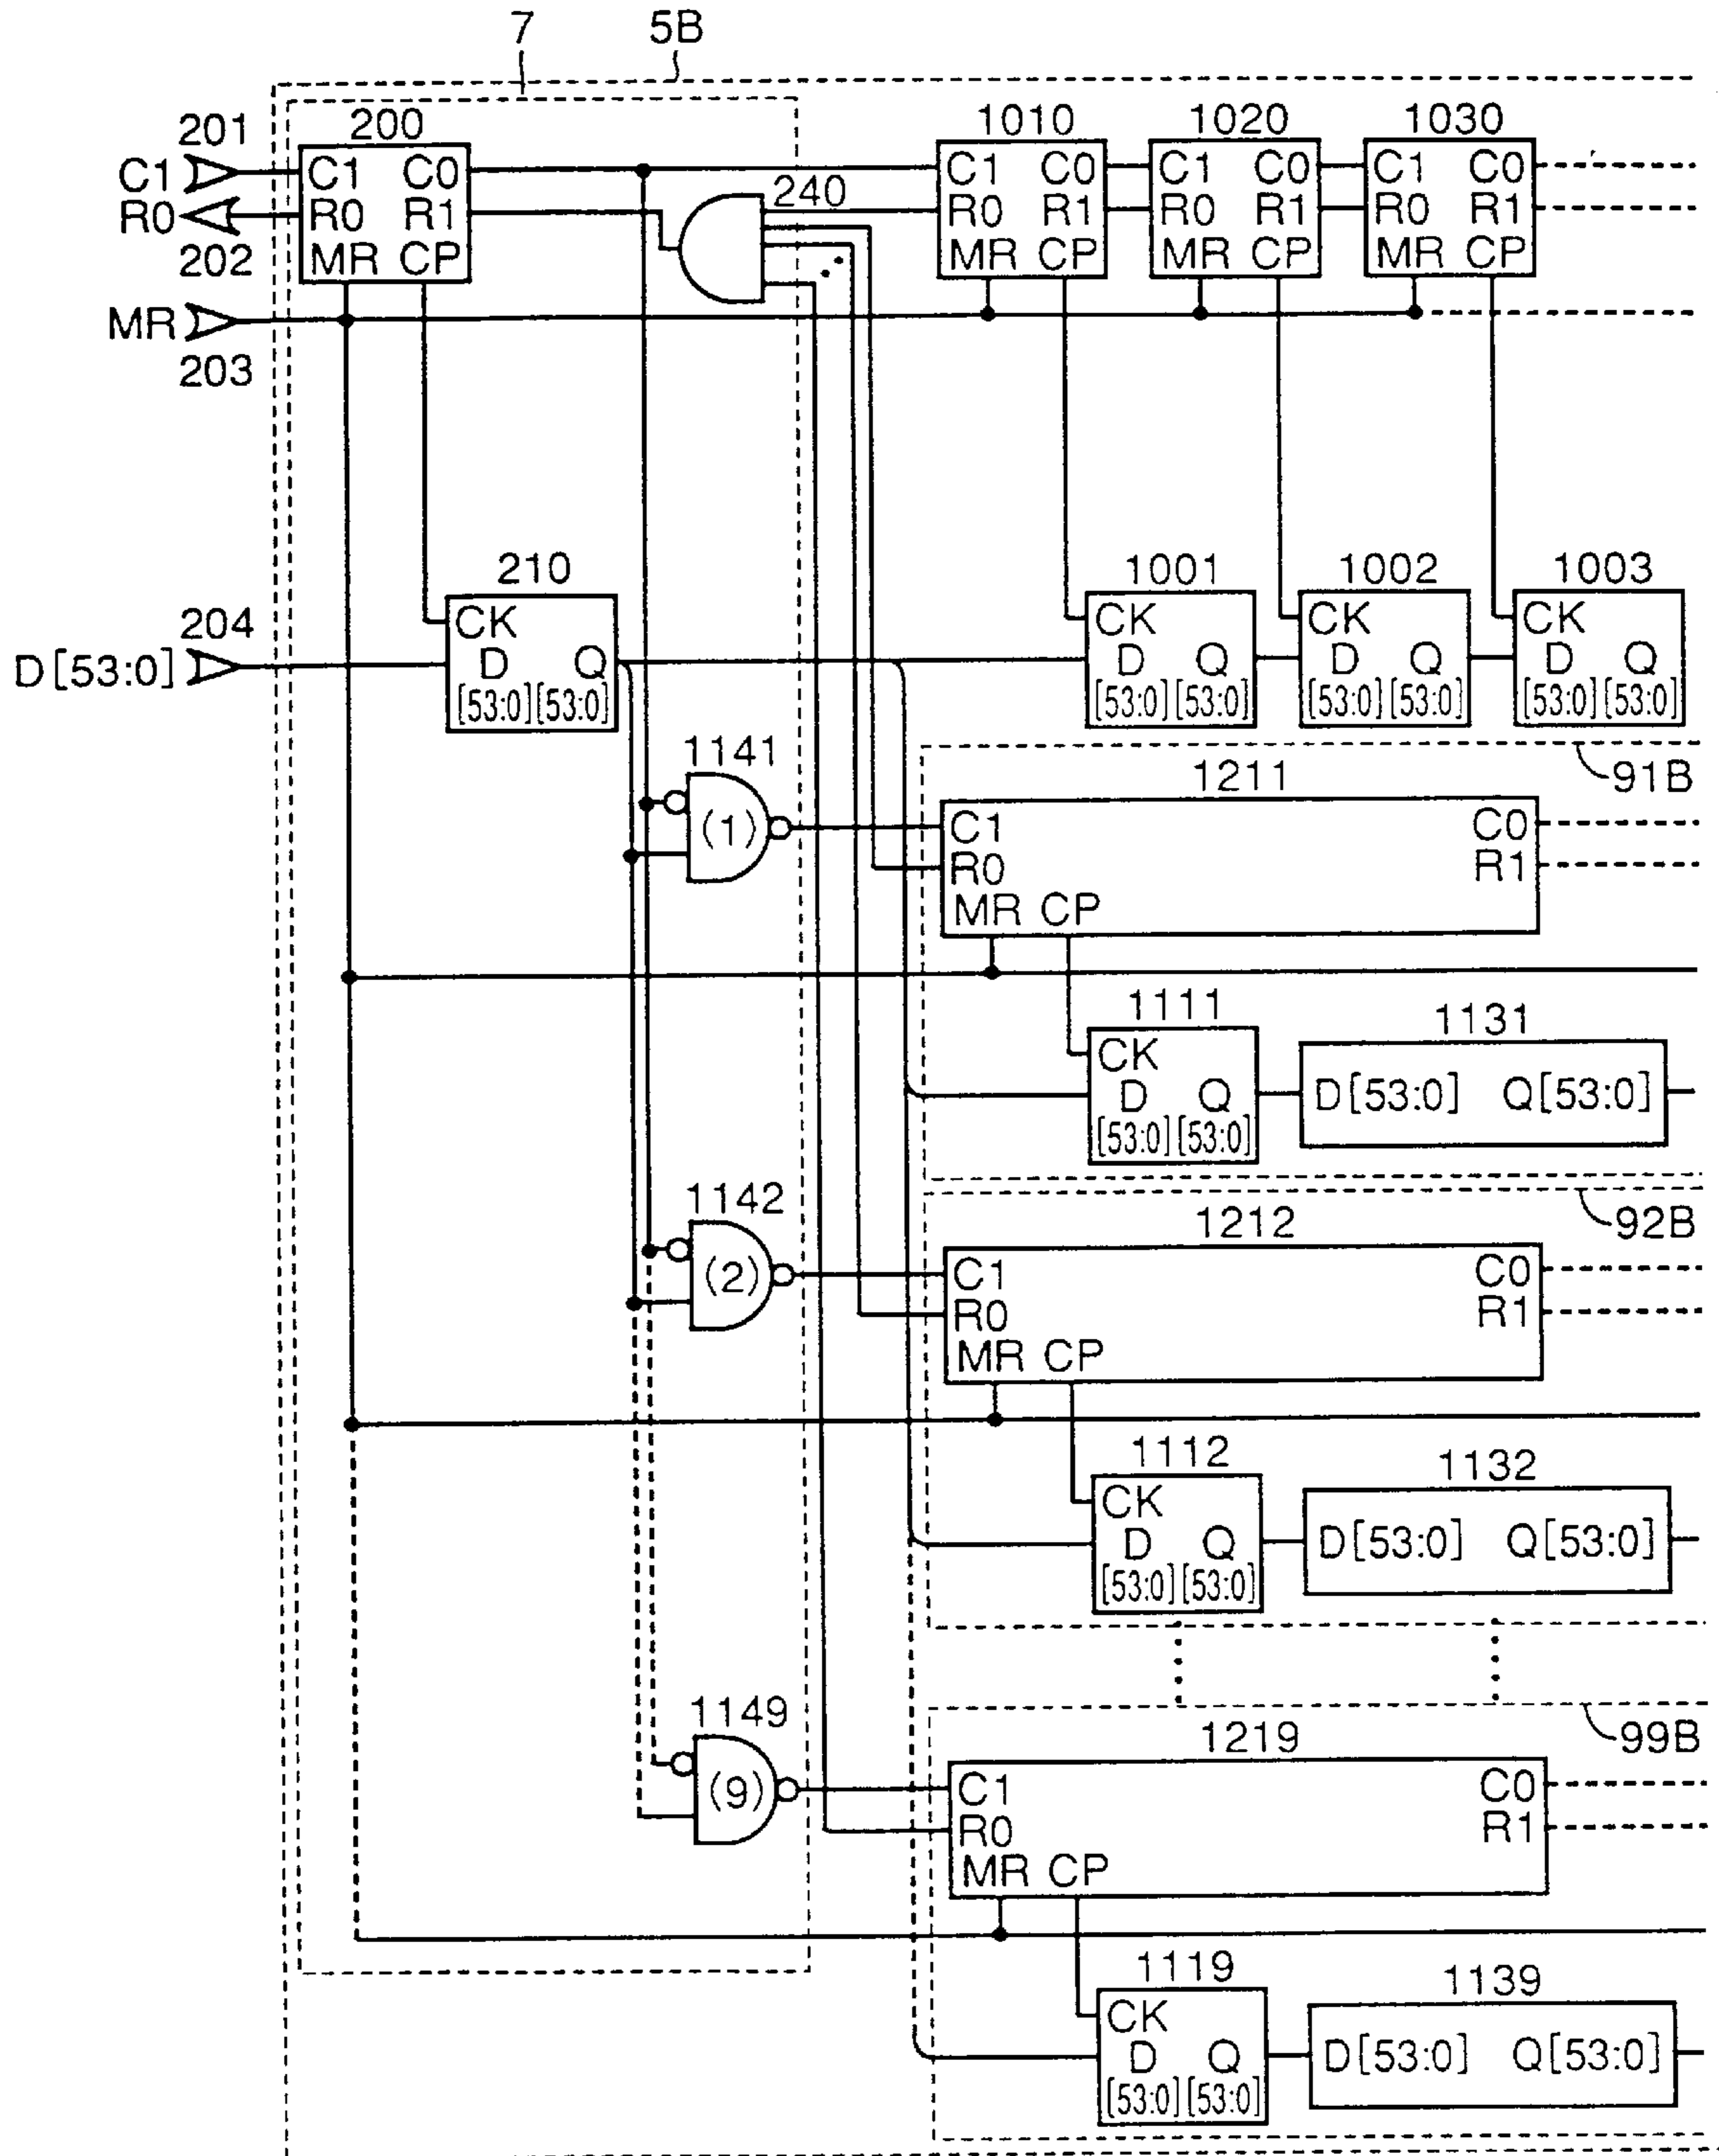 7 5B
201 200 1010 1020 1030
C1 C1 C0 C1 C0 C1 C0 C1 C0
240
R0 R0 R1 R0 R1 R0 R1 R0 R1
202 MR CP MR CP MR CP MR CP
MR
203
210 1001 1002 1003
204 CK CK CK CK
D[53:0] D Q D Q D Q D Q
[53:0][53:0] [53:0][53:0] [53:0][53:0] [53:0][53:0]
1141 1211 91B
(1) C1 C0
R0 R1
MR CP
1111 1131
CK
D Q D[53:0] Q[53:0]
[53:0][53:0]
1142 1212 92B
(2) C1 C0
R0 R1
MR CP
1112 1132
CK
D Q D[53:0] Q[53:0]
[53:0][53:0]
1149 1219 99B
(9) C1 C0
R0 R1
MR CP
1119 1139
CK
D Q D[53:0] Q[53:0]
[53:0][53:0]